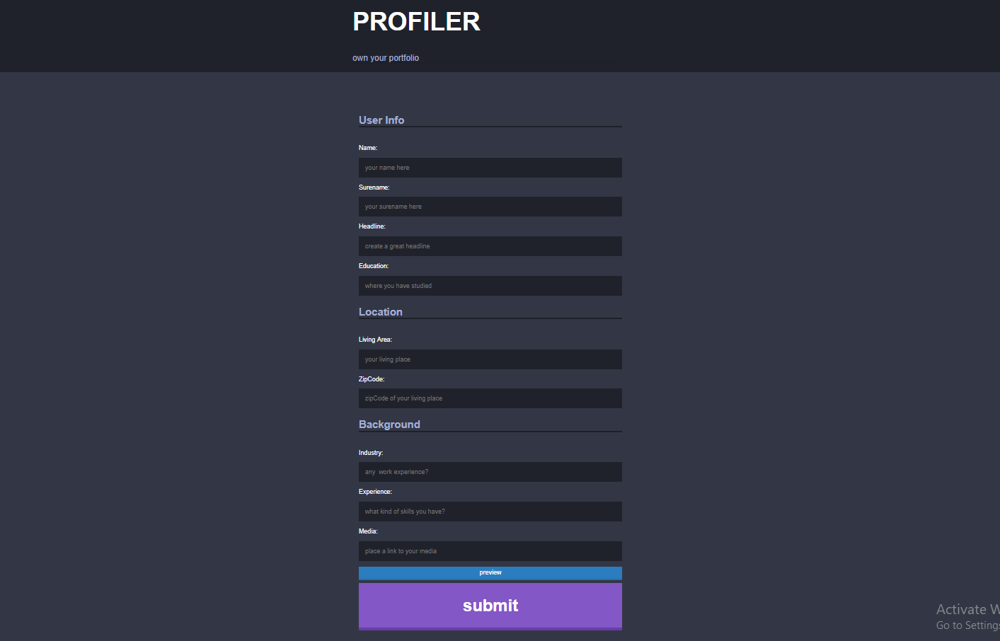 PROFILER
own your portfolio
User Info
Name:
your name here
Surename:
your surename here
Headline:
create a great headline
Education:
where you have studied
Location
Living Area:
your living place
ZipCode:
zipCode of your living place
Background
Industry:
any  work experience?
Experience:
what kind of skills you have?
Media:
place a link to your media
preview
submit
Activate W
Go to Settings